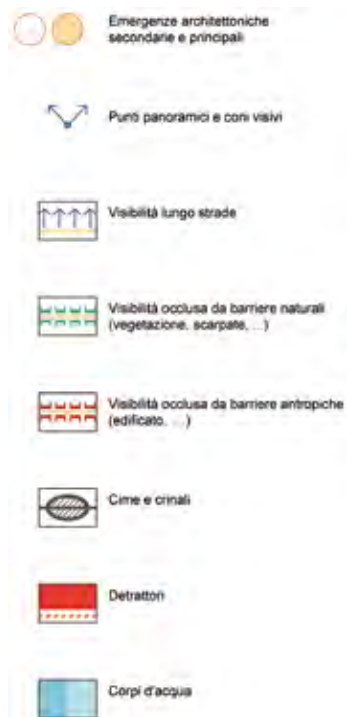 Emergenze architettoniche
secondarie e principali
Punti panoramici e coni visivi
Visibilità lungo strade
Visibilità occlusa da barriere naturali
(vegetazione, scarpate, ...)
Visibilità occlusa da barriere antropiche
(edificato, ...)
Cime e crinali
Detrattori
Corpi d'acqua